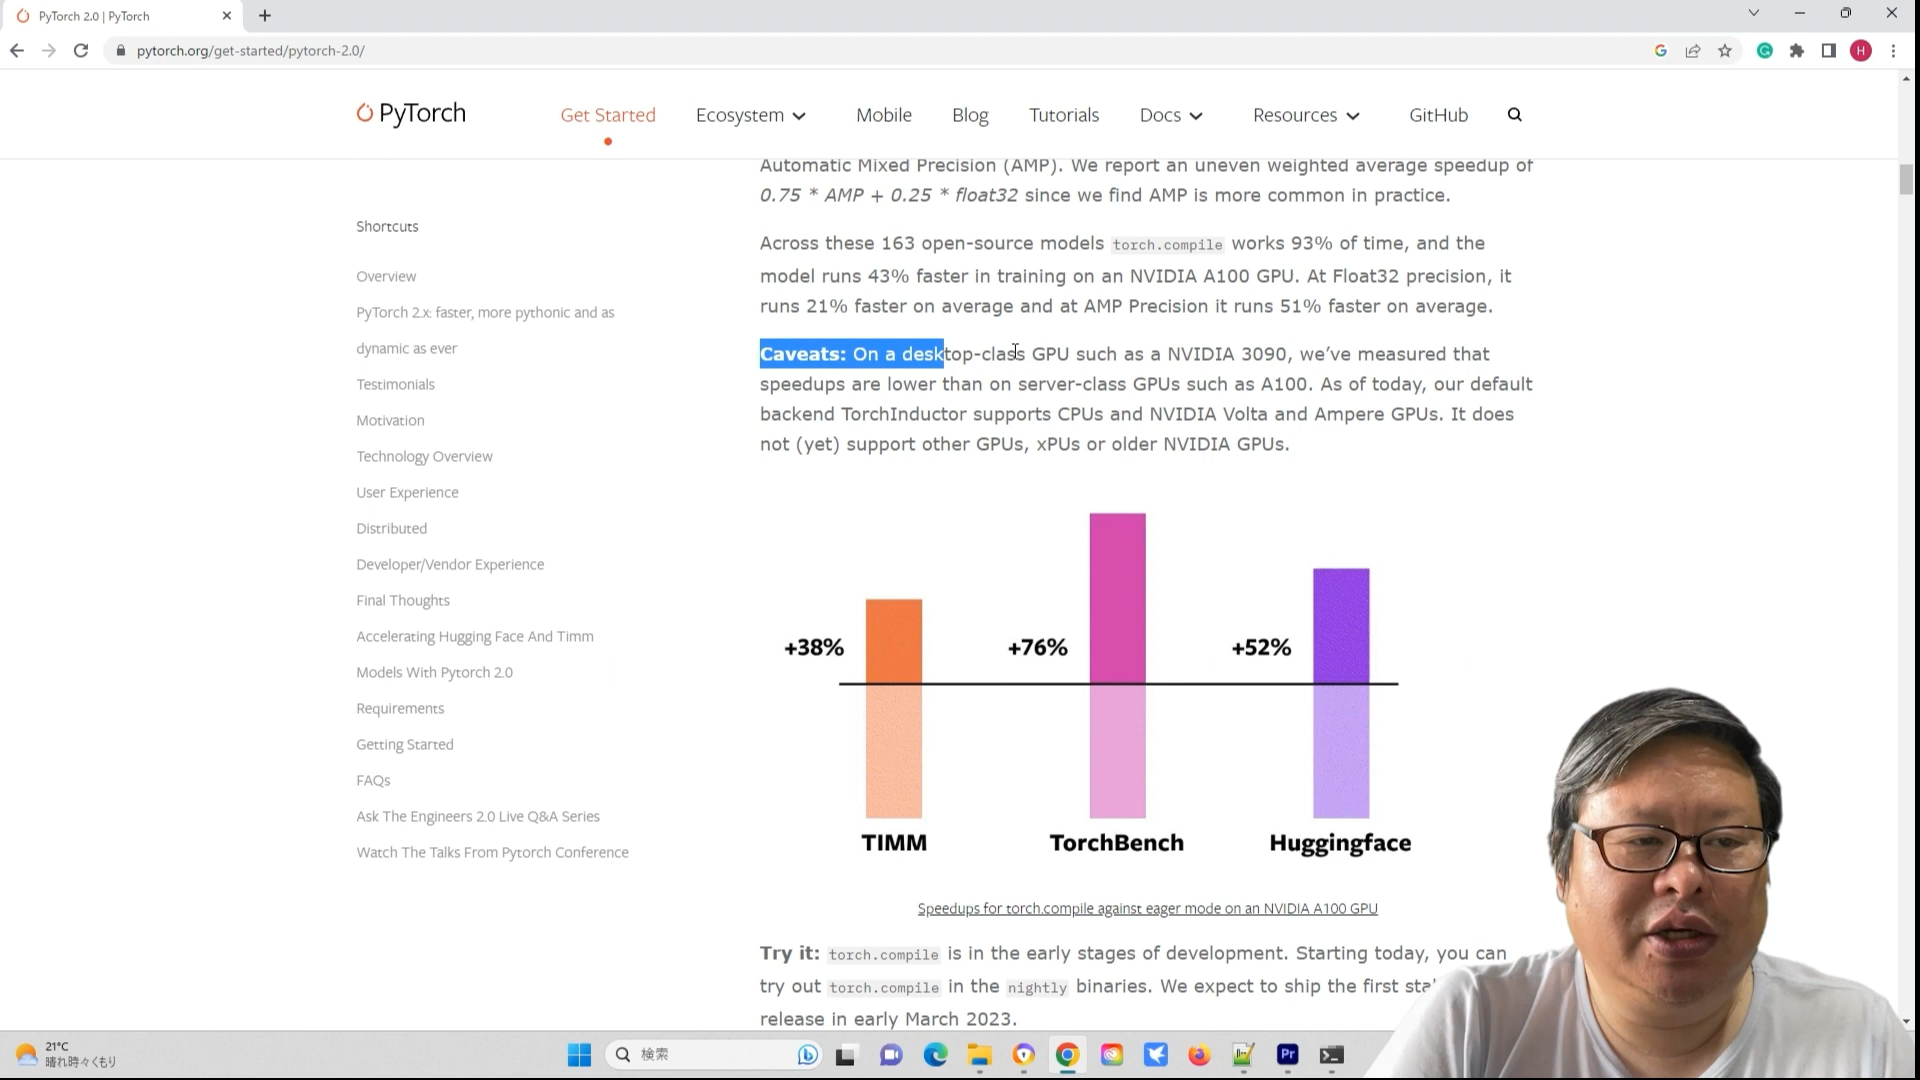 PyTorch 2.0 | PyTorch
pytorch.org/get-started/pytorch-2.0/
H
PyTorch
Get Started
Ecosystem
Mobile
Blog
Tutorials
Docs
Resources
GitHub
Shortcuts
Overview
PyTorch 2.x: faster, more pythonic and as
dynamic as ever
Testimonials
Motivation
Technology Overview
User Experience
Distributed
Developer/Vendor Experience
Final Thoughts
Accelerating Hugging Face And Timm
Models With Pytorch 2.0
Requirements
Getting Started
FAQs
Ask The Engineers 2.0 Live Q&A Series
Watch The Talks From Pytorch Conference
Automatic Mixed Precision (AMP). We report an uneven weighted average speedup of
0.75 * AMP + 0.25 * float32 since we find AMP is more common in practice.
Across these 163 open-source models torch.compile works 93% of time, and the
model runs 43% faster in training on an NVIDIA A100 GPU. At Float32 precision, it
runs 21% faster on average and at AMP Precision it runs 51% faster on average.
Caveats: On a desktop-class GPU such as a NVIDIA 3090, we’ve measured that
speedups are lower than on server-class GPUs such as A100. As of today, our default
backend TorchInductor supports CPUs and NVIDIA Volta and Ampere GPUs. It does
not (yet) support other GPUs, xPUs or older NVIDIA GPUs.
+38%
+76%
+52%
TIMM
TorchBench
Huggingface
Speedups for torch.compile against eager mode on an NVIDIA A100 GPU
Try it: torch.compile is in the early stages of development. Starting today, you can
try out torch.compile in the nightly binaries. We expect to ship the first
release in early March 2023.
21°C
晴れ時々くもり
検索
Pr